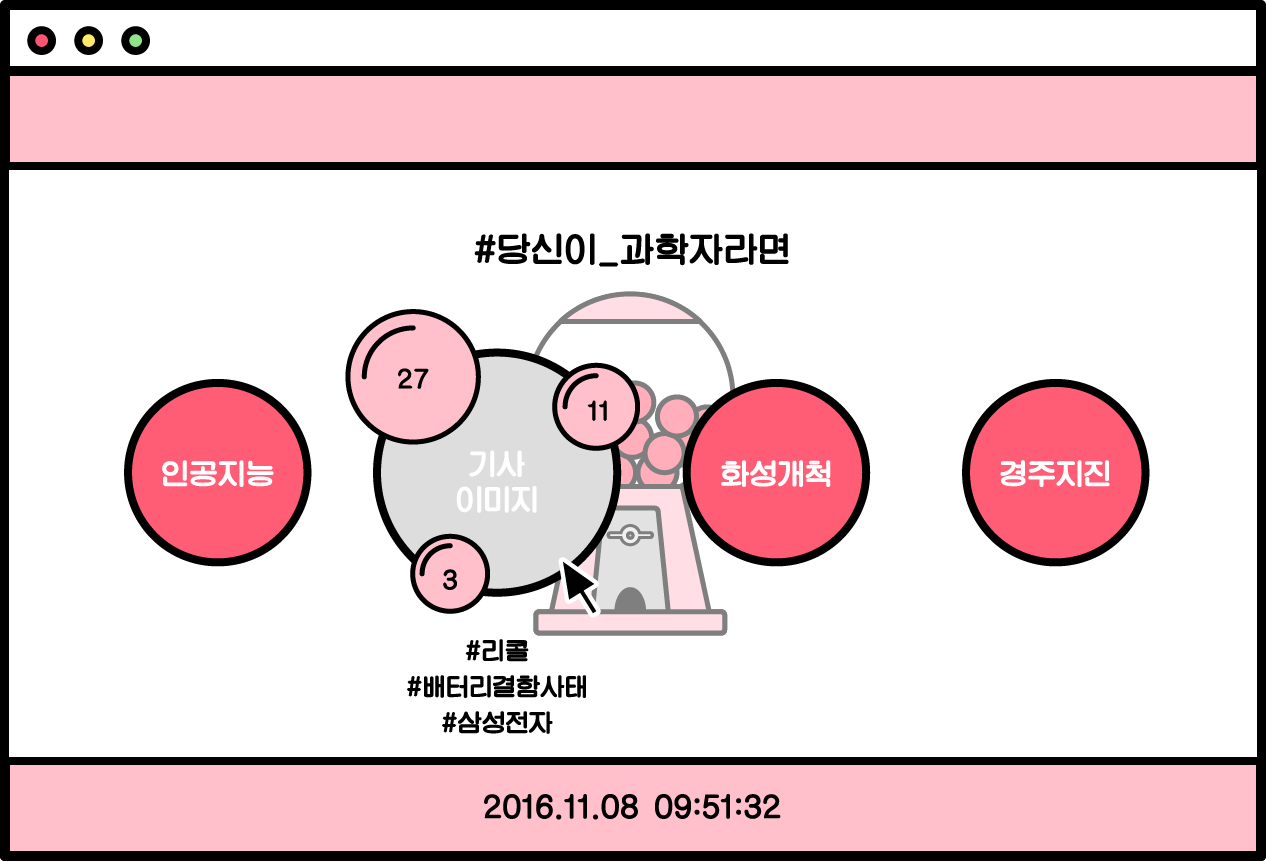 #당신이_과학자라면
27
11
인공지능
기사
이미지
화성개척
경주지진
3
#리콜
#배터리결함사태
#삼성전자
2016.11.08 09:51:32